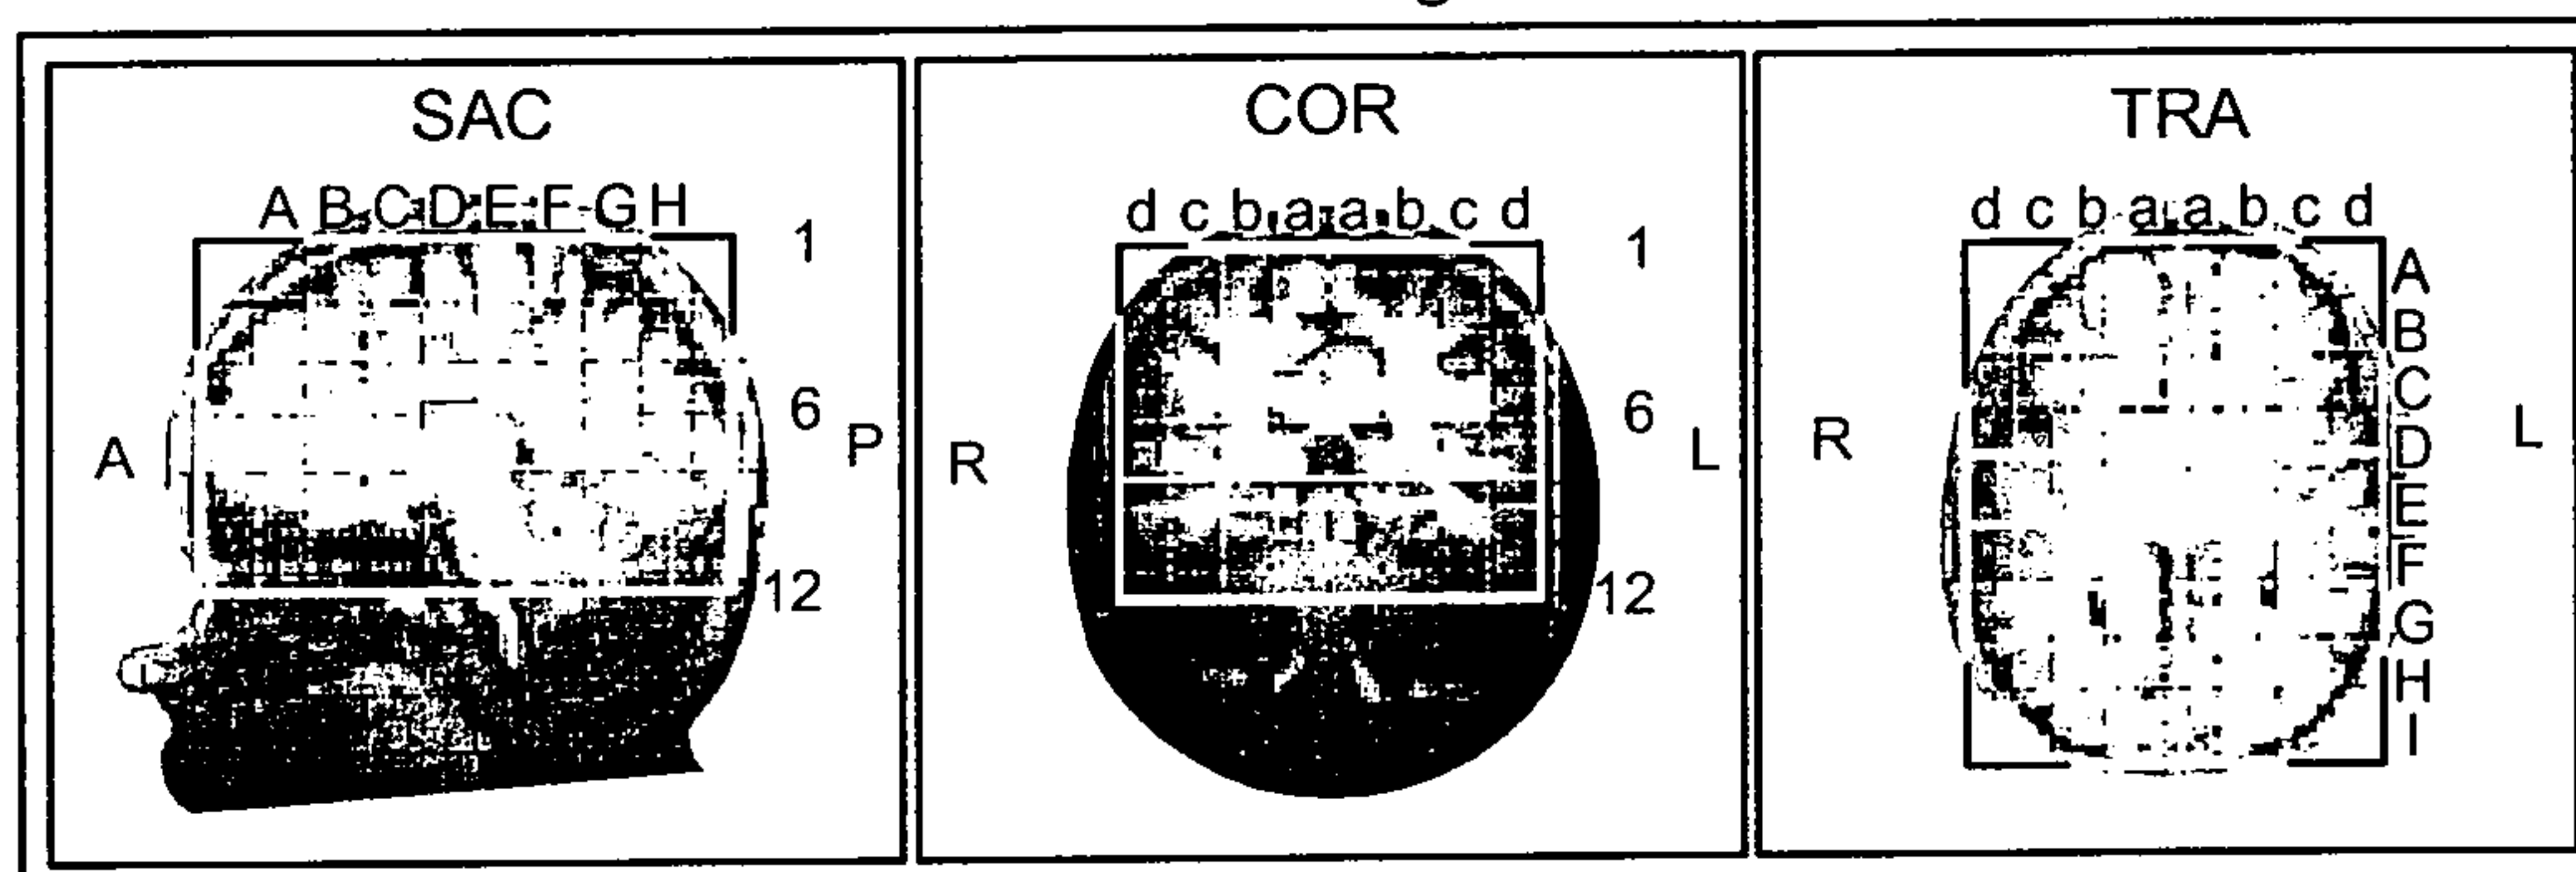 SAC COR TRA
A B C D E F G H d c b a a b c d d c b a a b c d
1 1 A
B
6 6 C
A P R L R D L
E
12 12 F
G
H
I